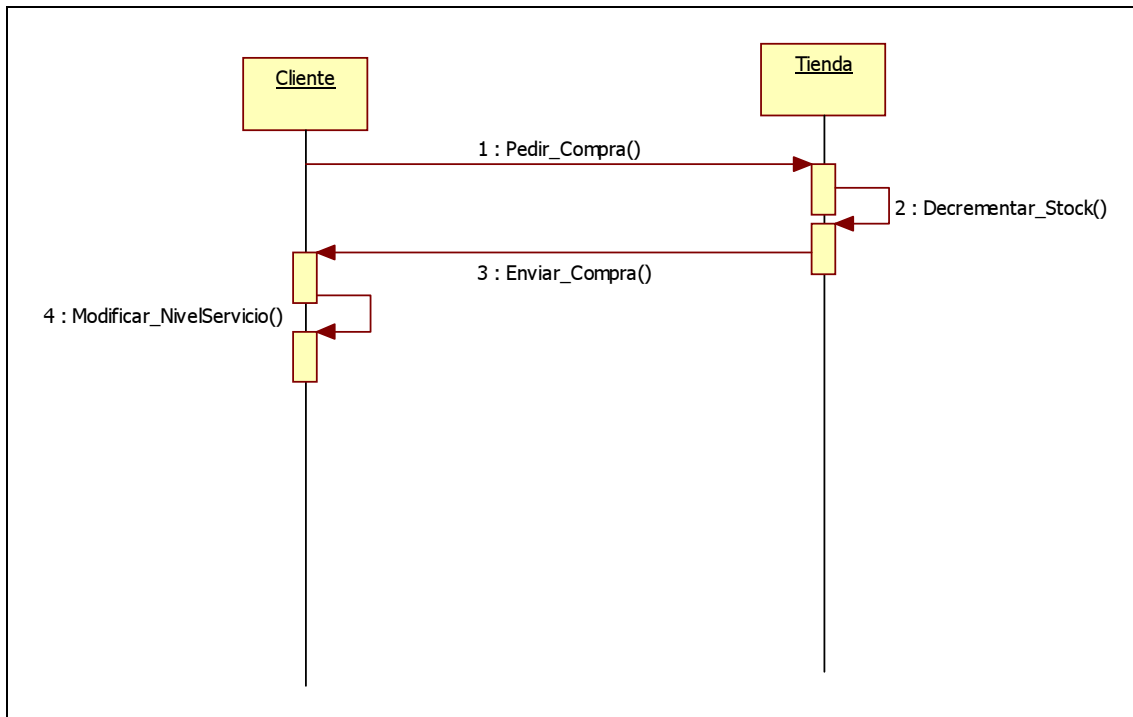 Cliente
Tienda
1 : Pedir_Compra()
2 : Decrementar_Stock()
3 : Enviar_Compra()
4 : Modificar_NivelServicio()